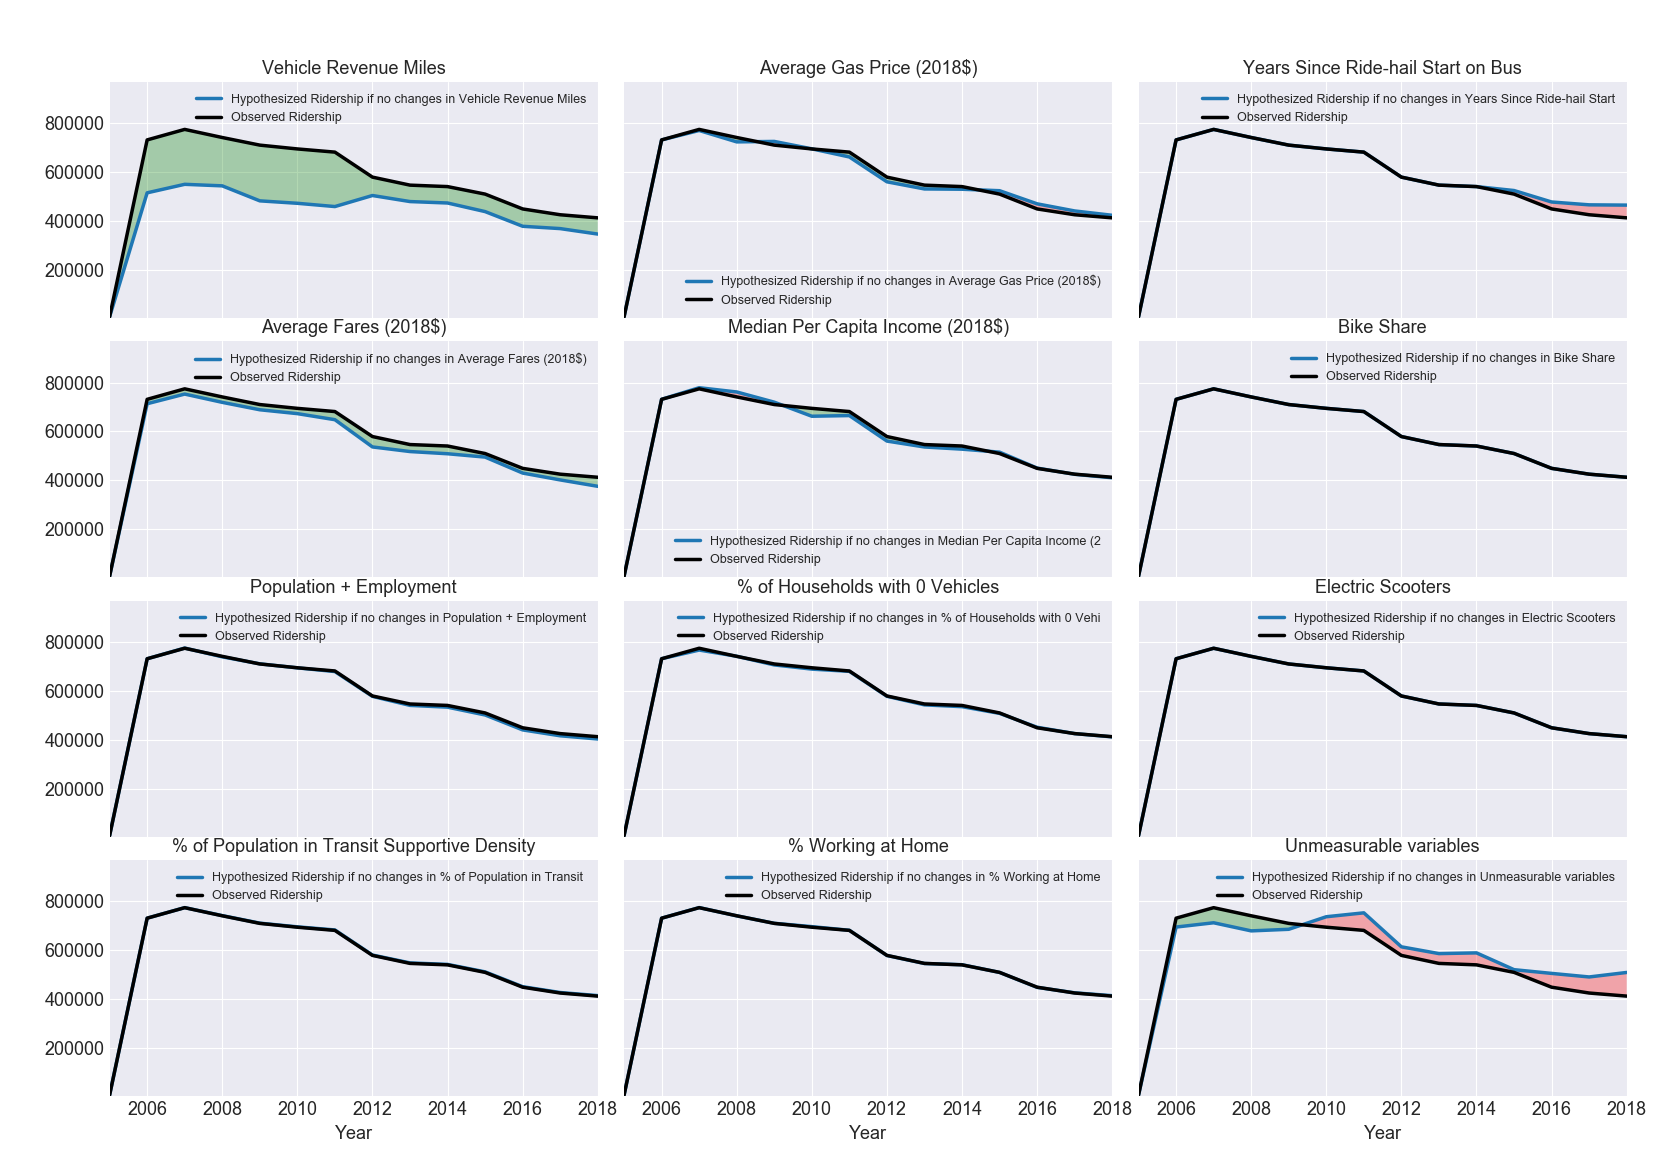 Vehicle Revenue Miles
Hypothesized Ridership if no changes in Vehicle Revenue Miles
Observed Ridership
800000
600000
400000
200000
Average Gas Price (2018$)
Hypothesized Ridership if no changes in Average Gas Price (2018$)
Observed Ridership
Years Since Ride-hail Start on Bus
Hypothesized Ridership if no changes in Years Since Ride-hail Start
Observed Ridership
Average Fares (2018$)
Hypothesized Ridership if no changes in Average Fares (2018$)
Observed Ridership
800000
600000
400000
200000
Median Per Capita Income (2018$)
Hypothesized Ridership if no changes in Median Per Capita Income (2
Observed Ridership
Bike Share
Hypothesized Ridership if no changes in Bike Share
Observed Ridership
Population + Employment
Hypothesized Ridership if no changes in Population + Employment
Observed Ridership
800000
600000
400000
200000
% of Households with 0 Vehicles
Hypothesized Ridership if no changes in % of Households with 0 Vehi
Observed Ridership
Electric Scooters
Hypothesized Ridership if no changes in Electric Scooters
Observed Ridership
% of Population in Transit Supportive Density
Hypothesized Ridership if no changes in % of Population in Transit
Observed Ridership
800000
600000
400000
200000
2006 2008 2010 2012 2014 2016 2018
Year
% Working at Home
Hypothesized Ridership if no changes in % Working at Home
Observed Ridership
2006 2008 2010 2012 2014 2016 2018
Year
Unmeasurable variables
Hypothesized Ridership if no changes in Unmeasurable variables
Observed Ridership
2006 2008 2010 2012 2014 2016 2018
Year